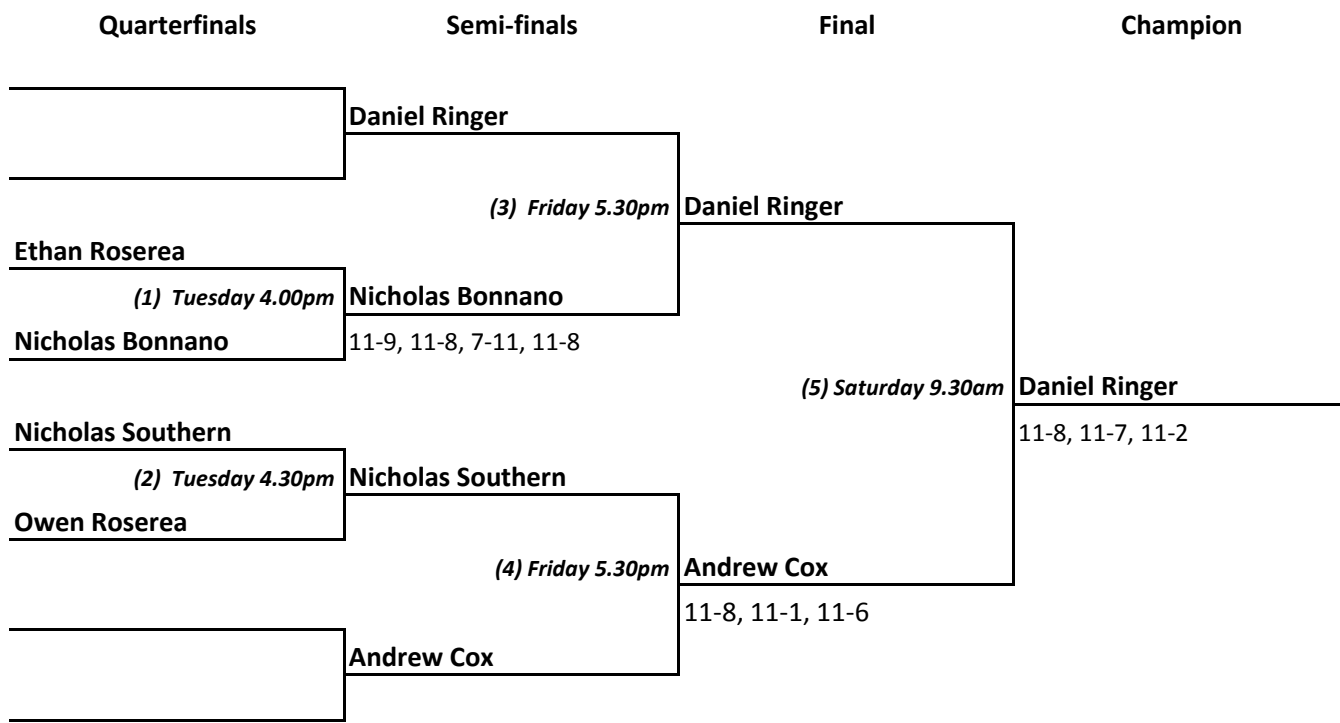 Quarterfinals Semi-finals Final Champion
Daniel Ringer
(3) Friday 5.30pm Daniel Ringer
Ethan Roserea
(1) Tuesday 4.00pm Nicholas Bonnano
Nicholas Bonnano 11-9, 11-8, 7-11, 11-8
(5) Saturday 9.30am Daniel Ringer
Nicholas Southern 11-8, 11-7, 11-2
(2) Tuesday 4.30pm Nicholas Southern
Owen Roserea
(4) Friday 5.30pm Andrew Cox
11-8, 11-1, 11-6
Andrew Cox